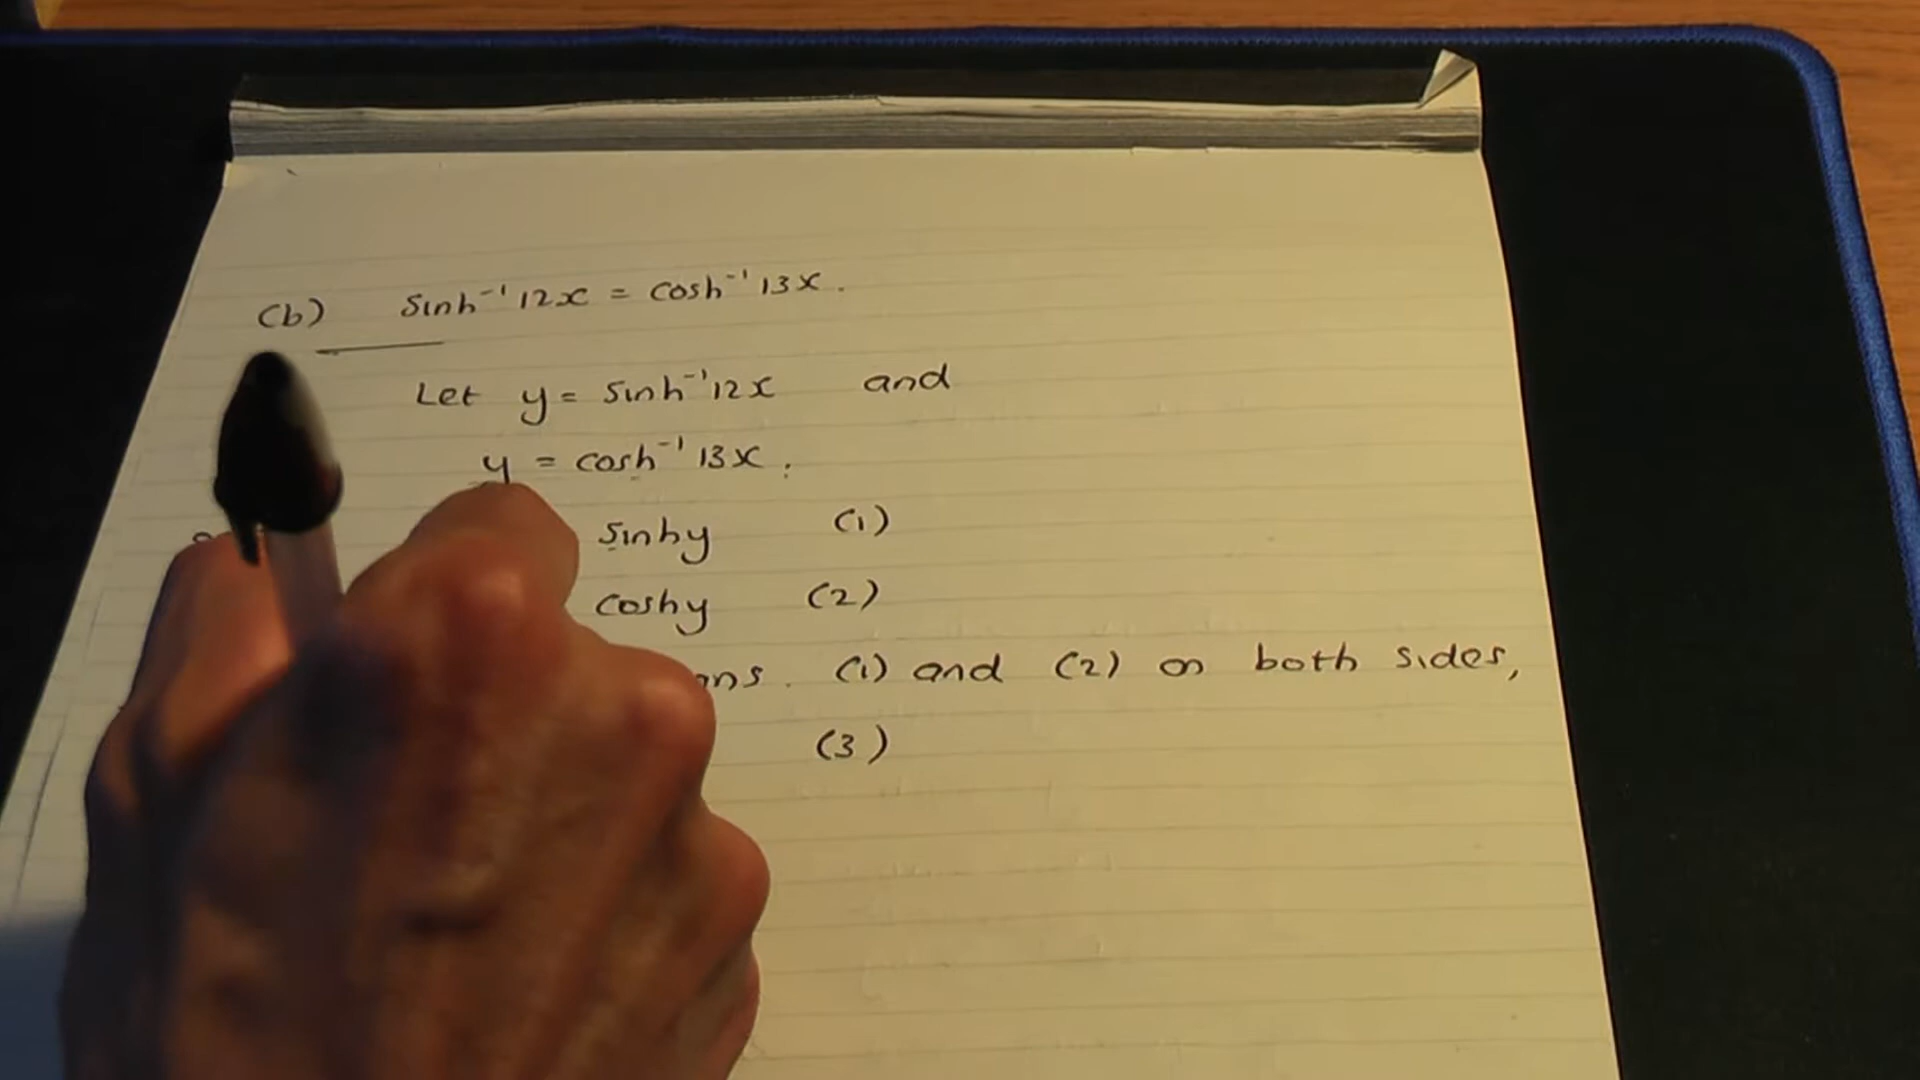 (b) sinh⁻¹ 12x = cosh⁻¹ 13x.
Let y = sinh⁻¹ 12x and
y = cosh⁻¹ 13x.
sinhy (1)
coshy (2)
(1) and (2) on both sides,
(3)